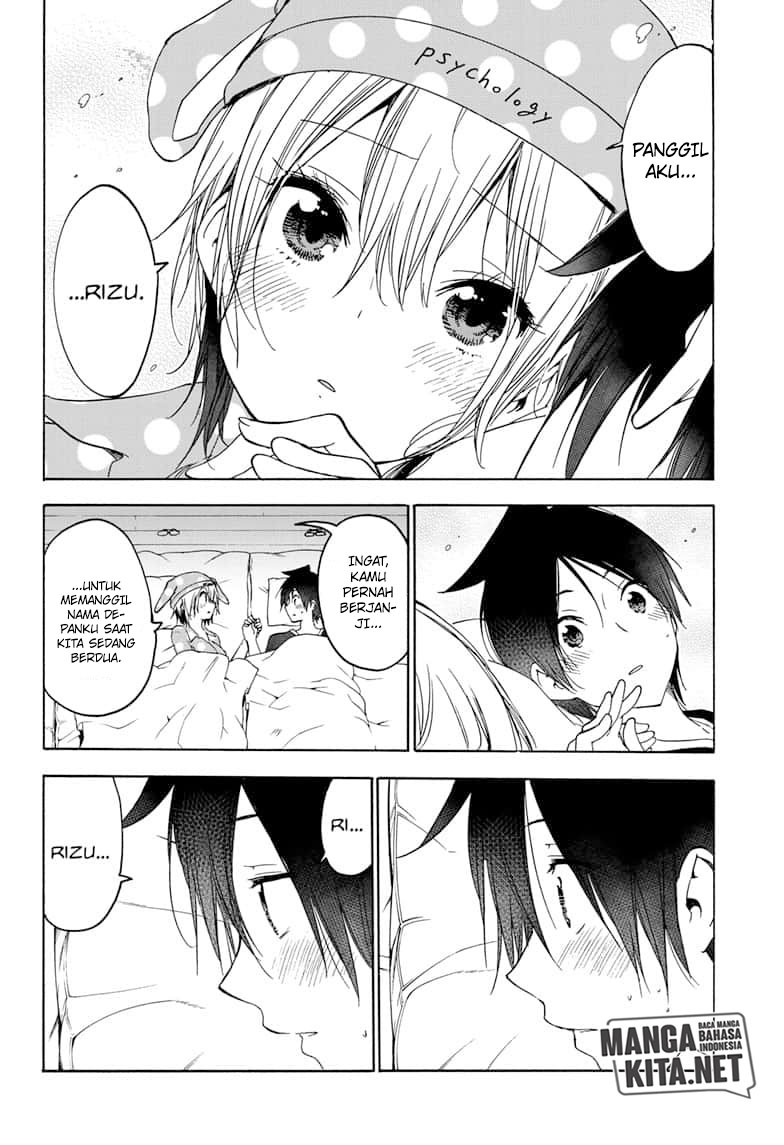 psychology
PANGGIL
AKU...
...RIZU.
INGAT,
KAMU
PERNAH
BERJAN-
JI...
...UNTUK
MEMANGGIL
NAMA DE-
PANKU SAAT
KITA SEDANG
BERDUA.
RI...
RIZU...
MANGA
BACA MANGA
BAHASA
INDONESIA
KITA.NET